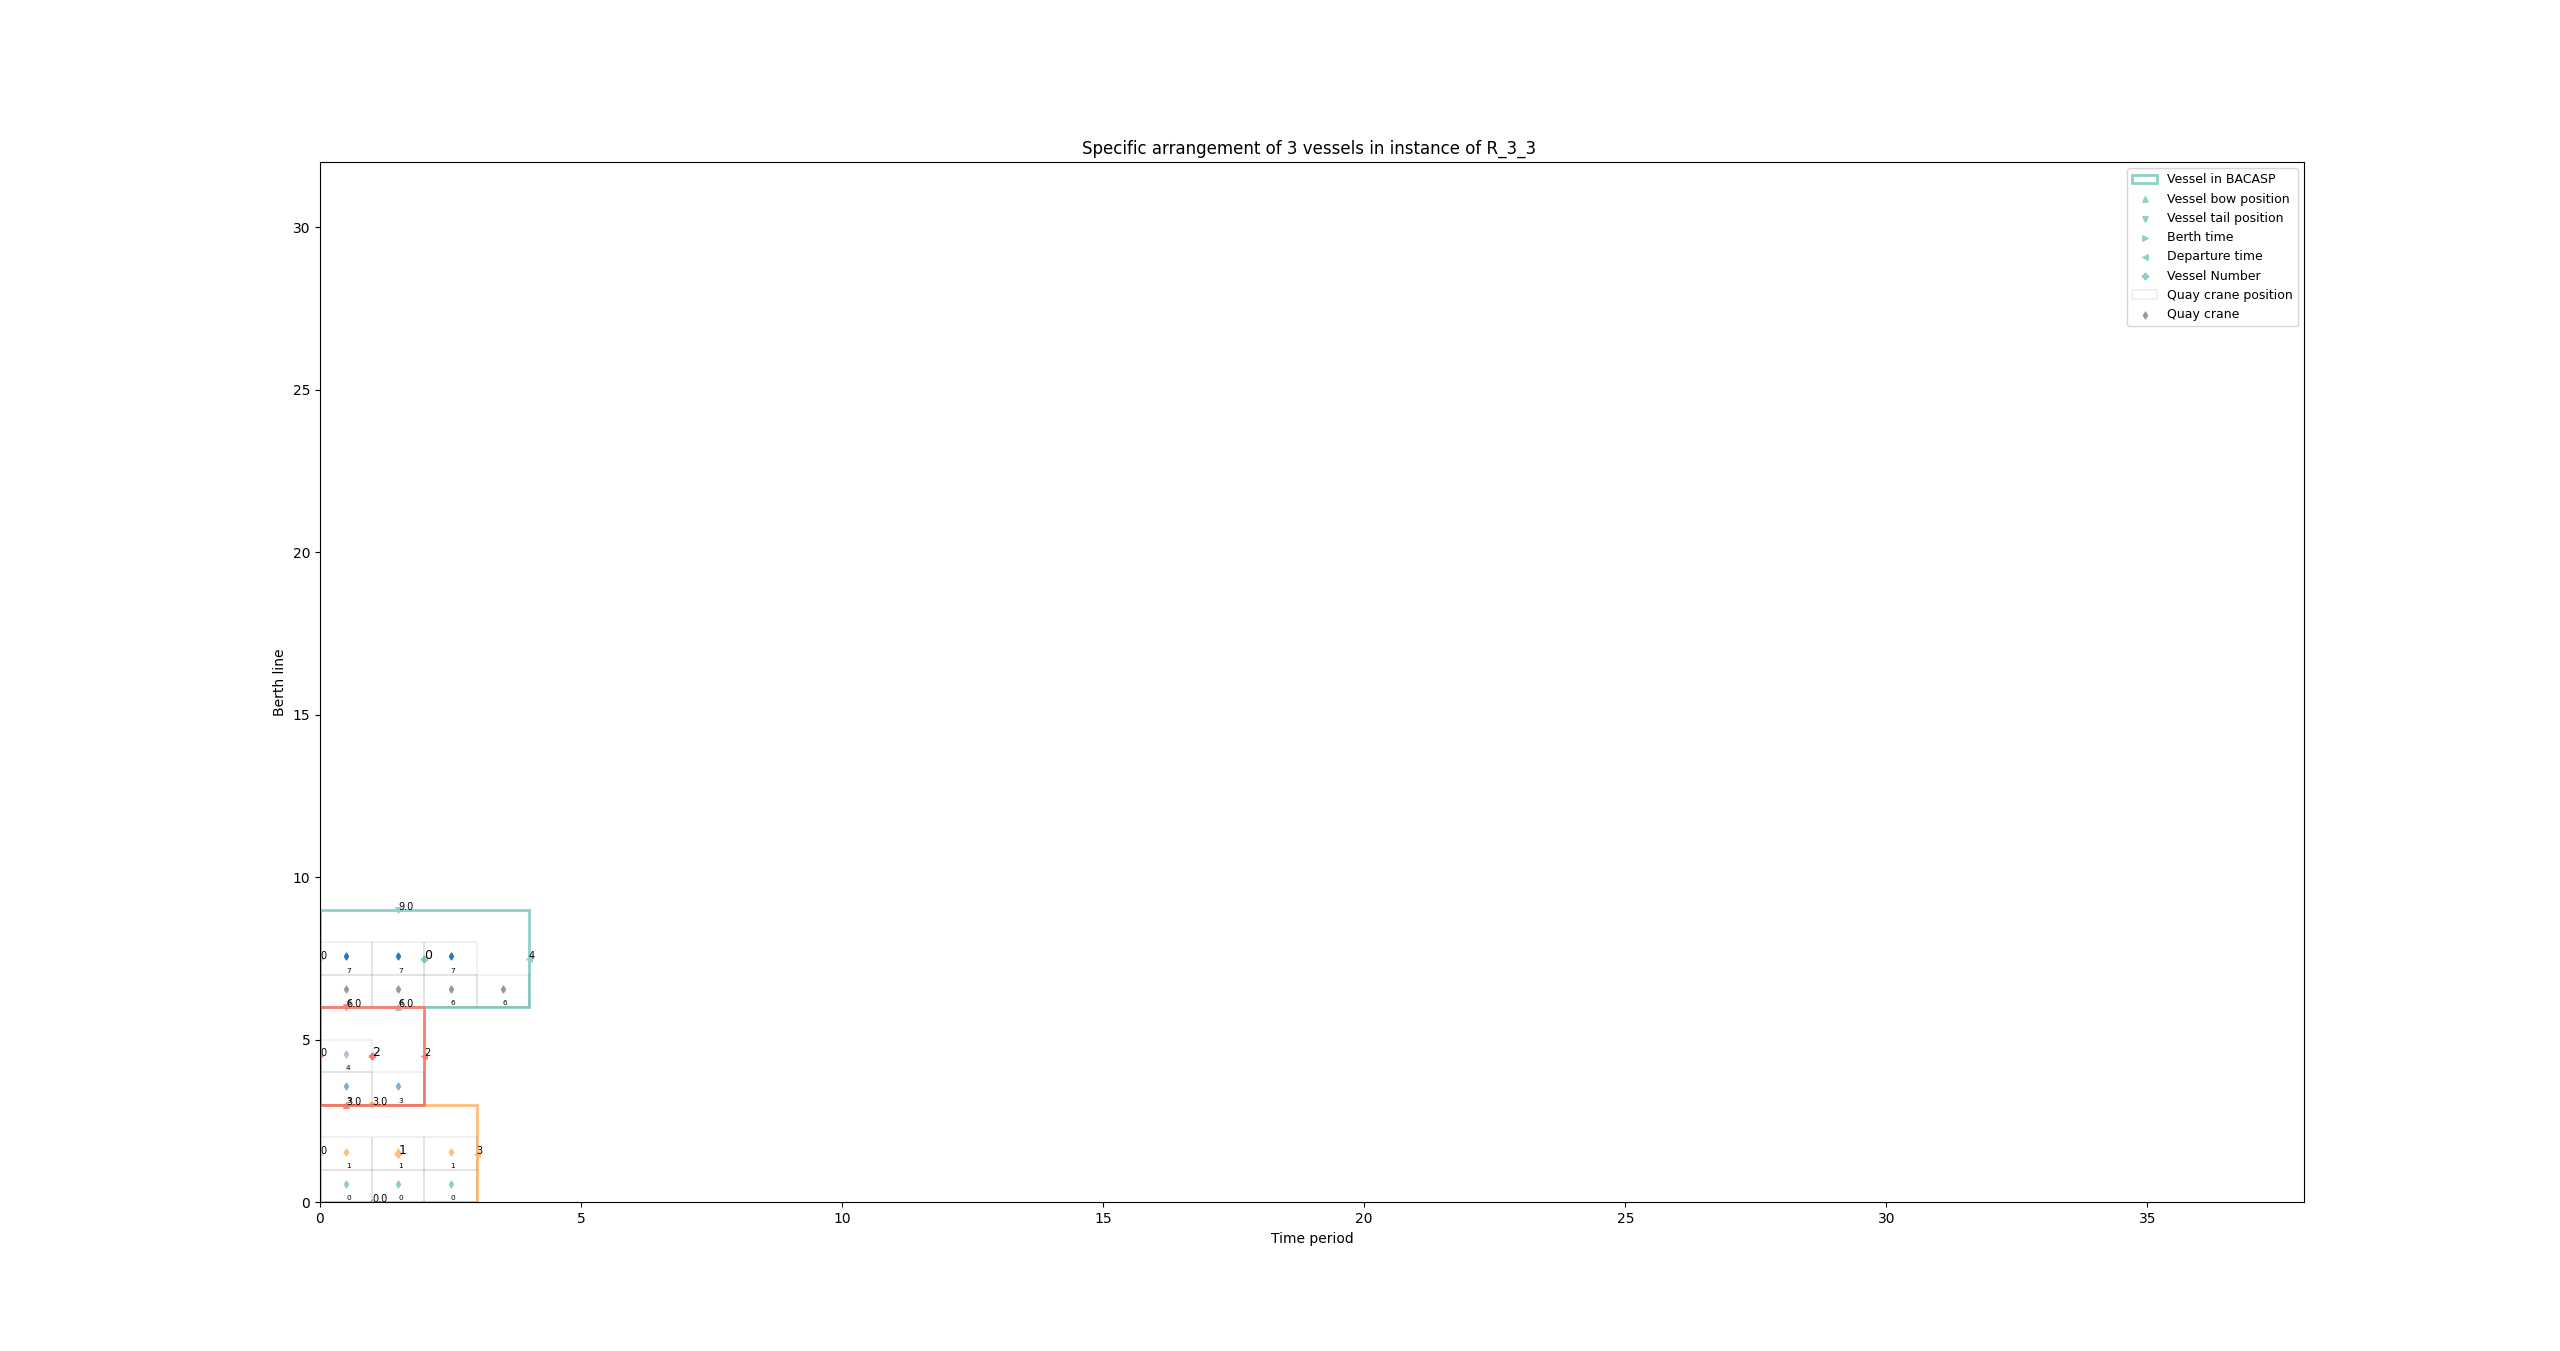 Specific arrangement of 3 vessels in instance of R_3_3
Vessel in BACASP
Vessel bow position
Vessel tail position
Berth time
Departure time
Vessel Number
Quay crane position
Quay crane
30
25
20
15
10
5
0
Berth line
9.0
0 0 4
7 7 7
6.0 6.0 6 6
0 2 2
4
3.0 3.0 3
0 1 3
1 1 1
0 0.0 0 0
0 5 10 15 20 25 30 35
Time period